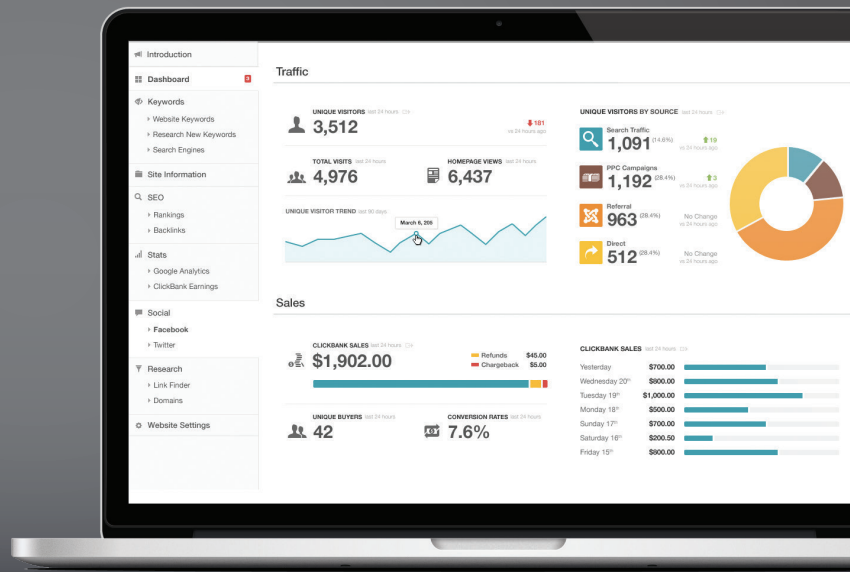 Introduction
Dashboard
3
Keywords
Website Keywords
Research New Keywords
Search Engines
Site Information
SEO
Rankings
Backlinks
Stats
Google Analytics
ClickBank Earnings
Social
Facebook
Twitter
Research
Link Finder
Domains
Website Settings
Traffic
UNIQUE VISITORS last 24 hours
3,512
181
vs 24 hours ago
TOTAL VISITS last 24 hours
4,976
HOMEPAGE VIEWS last 24 hours
6,437
UNIQUE VISITOR TREND last 90 days
March 6, 205
UNIQUE VISITORS BY SOURCE last 24 hours
Search Traffic
1,091 (14.6%)
19
vs 24 hours ago
PPC Campaigns
1,192 (28.4%)
3
vs 24 hours ago
Referral
963 (28.4%)
No Change
vs 24 hours ago
Direct
512 (28.4%)
No Change
vs 24 hours ago
Sales
CLICKBANK SALES last 24 hours
$1,902.00
Refunds $45.00
Chargeback $5.00
UNIQUE BUYERS last 24 hours
42
CONVERSION RATES last 24 hours
7.6%
CLICKBANK SALES last 24 hours
Yesterday $700.00
Wednesday 20th $800.00
Tuesday 19th $1,000.00
Monday 18th $500.00
Sunday 17th $700.00
Saturday 16th $200.50
Friday 15th $800.00